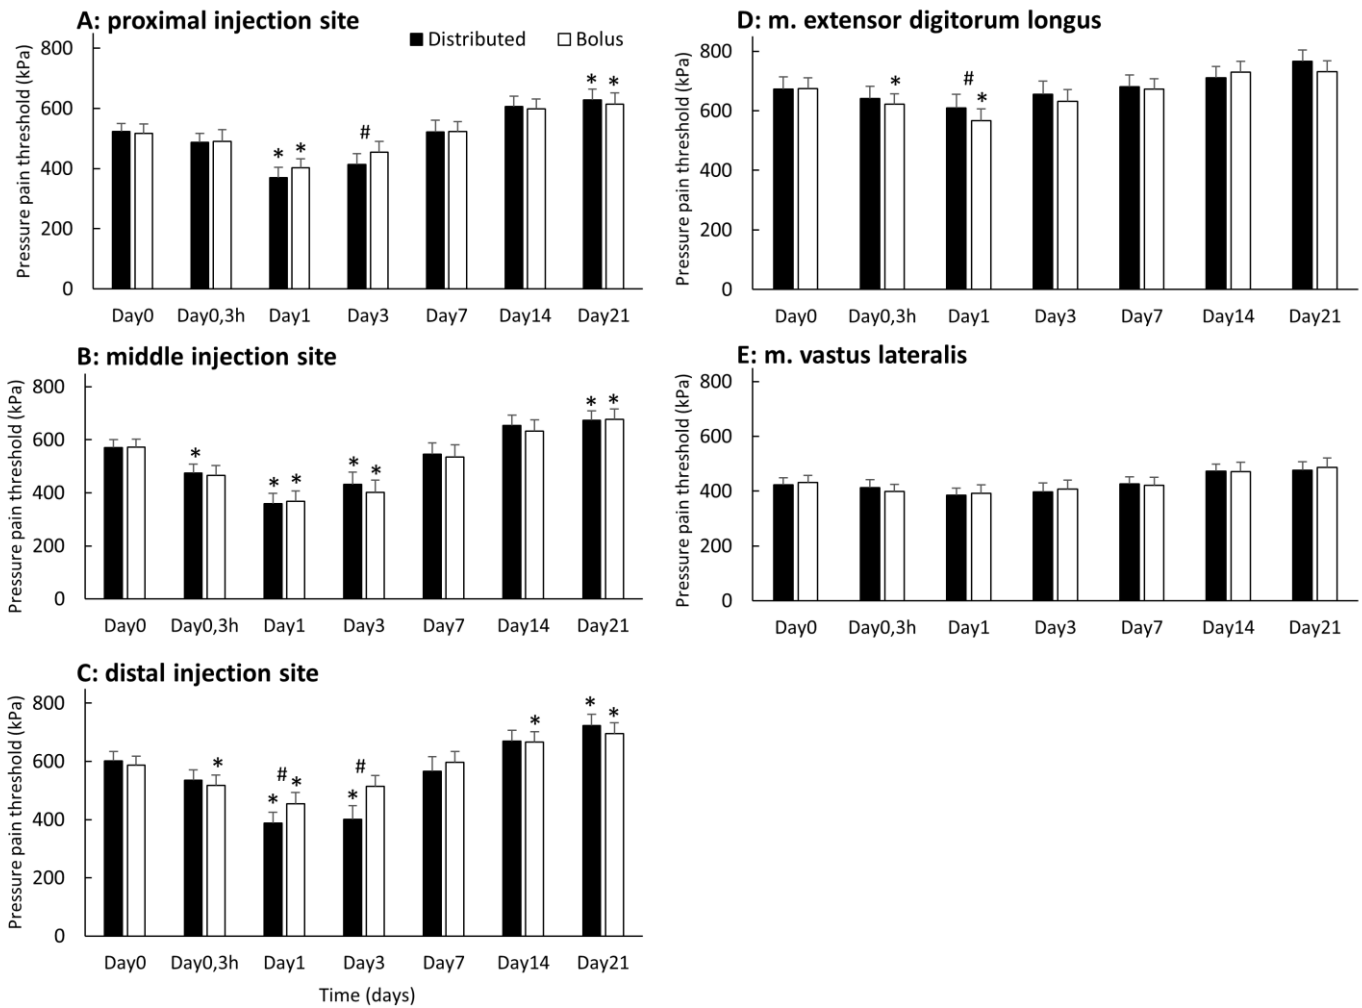 A: proximal injection site
Distributed Bolus
Pressure pain threshold (kPa)
800
600
400
200
0
* * # * * * *
Day0 Day0,3h Day1 Day3 Day7 Day14 Day21
B: middle injection site
Pressure pain threshold (kPa)
800
600
400
200
0
* * * * * * *
Day0 Day0,3h Day1 Day3 Day7 Day14 Day21
C: distal injection site
Pressure pain threshold (kPa)
800
600
400
200
0
* # * * # * * * *
Day0 Day0,3h Day1 Day3 Day7 Day14 Day21
Time (days)
D: m. extensor digitorum longus
Pressure pain threshold (kPa)
800
600
400
200
0
* # *
Day0 Day0,3h Day1 Day3 Day7 Day14 Day21
E: m. vastus lateralis
Pressure pain threshold (kPa)
800
600
400
200
0
Day0 Day0,3h Day1 Day3 Day7 Day14 Day21